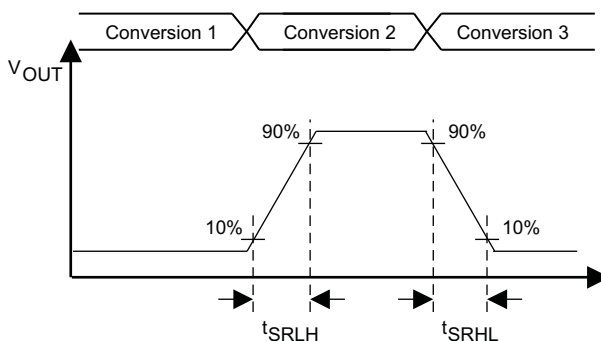 Conversion 1 Conversion 2 Conversion 3
VOUT
90% 90%
10% 10%
tSRLH tSRHL